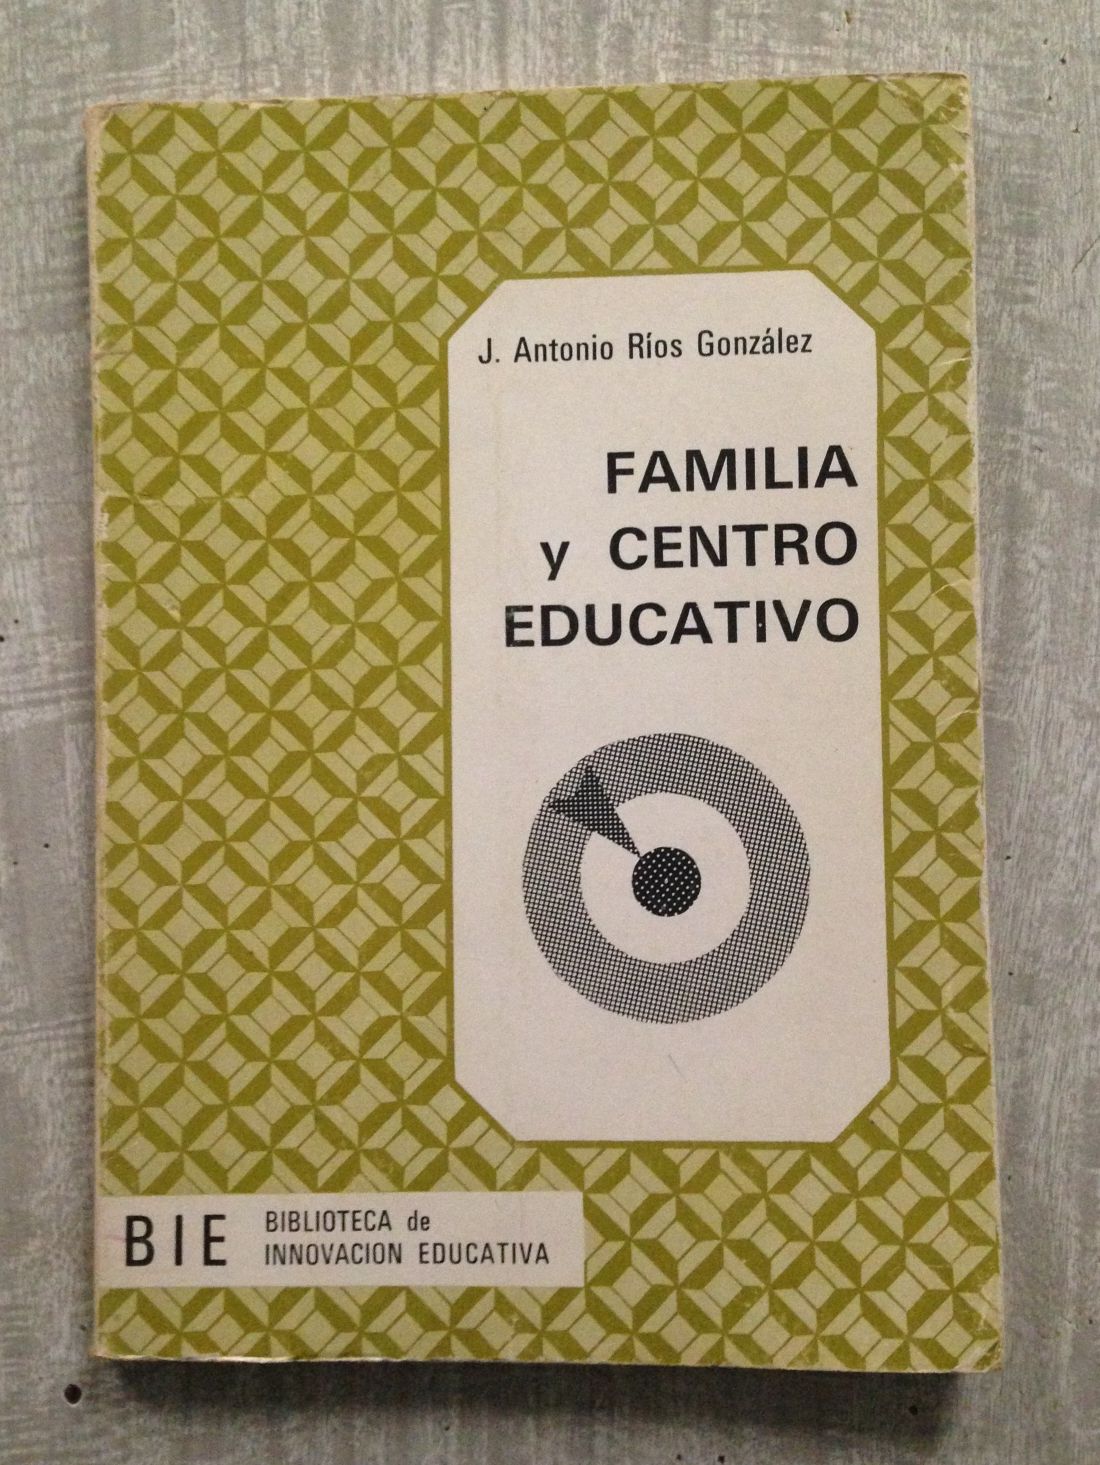 J. Antonio Ríos González
FAMILIA
y CENTRO
EDUCATIVO
BIE
BIBLIOTECA de
INNOVACION EDUCATIVA